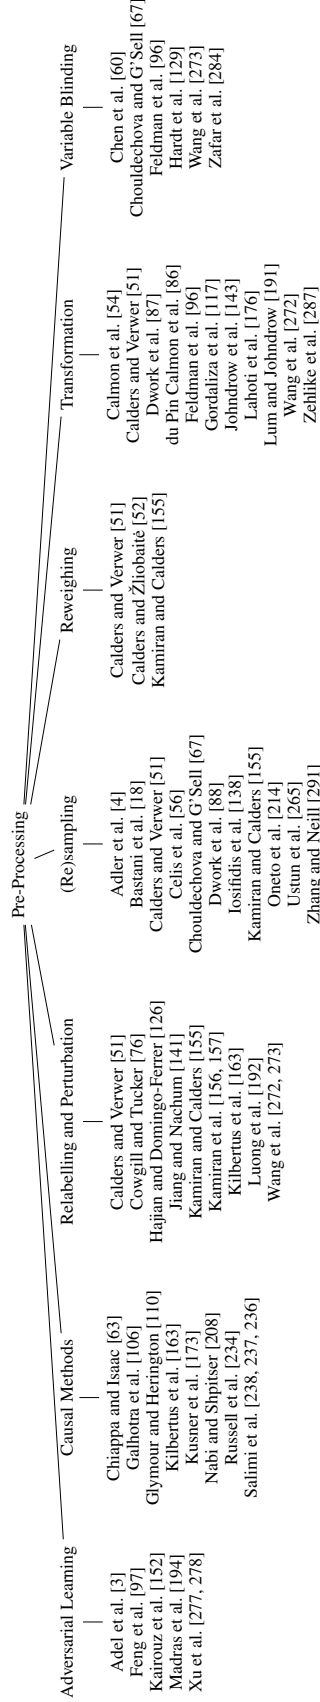 Pre-Processing
Adversarial Learning
Adel et al. [3]
Feng et al. [97]
Kairouz et al. [152]
Madras et al. [194]
Xu et al. [277, 278]
Causal Methods
Chiappa and Isaac [63]
Galhotra et al. [106]
Glymour and Herington [110]
Kilbertus et al. [163]
Kusner et al. [173]
Nabi and Shpitser [208]
Russell et al. [234]
Salimi et al. [238, 237, 236]
Relabelling and Perturbation
Calders and Verwer [51]
Cowgill and Tucker [76]
Hajian and Domingo-Ferrer [126]
Jiang and Nachum [141]
Kamiran and Calders [155]
Kamiran et al. [156, 157]
Kilbertus et al. [163]
Luong et al. [192]
Wang et al. [272, 273]
(Re)sampling
Adler et al. [4]
Bastani et al. [18]
Calders and Verwer [51]
Celis et al. [56]
Chouldechova and G'Sell [67]
Dwork et al. [88]
Iosifidis et al. [138]
Kamiran and Calders [155]
Oneto et al. [214]
Ustun et al. [265]
Zhang and Neill [291]
Reweighing
Calders and Verwer [51]
Calders and Žliobaitė [52]
Kamiran and Calders [155]
Transformation
Calmon et al. [54]
Calders and Verwer [51]
Dwork et al. [87]
du Pin Calmon et al. [86]
Feldman et al. [96]
Gordaliza et al. [117]
Johndrow et al. [143]
Lahoti et al. [176]
Lum and Johndrow [191]
Wang et al. [272]
Zehlike et al. [287]
Variable Blinding
Chen et al. [60]
Chouldechova and G'Sell [67]
Feldman et al. [96]
Hardt et al. [129]
Wang et al. [273]
Zafar et al. [284]